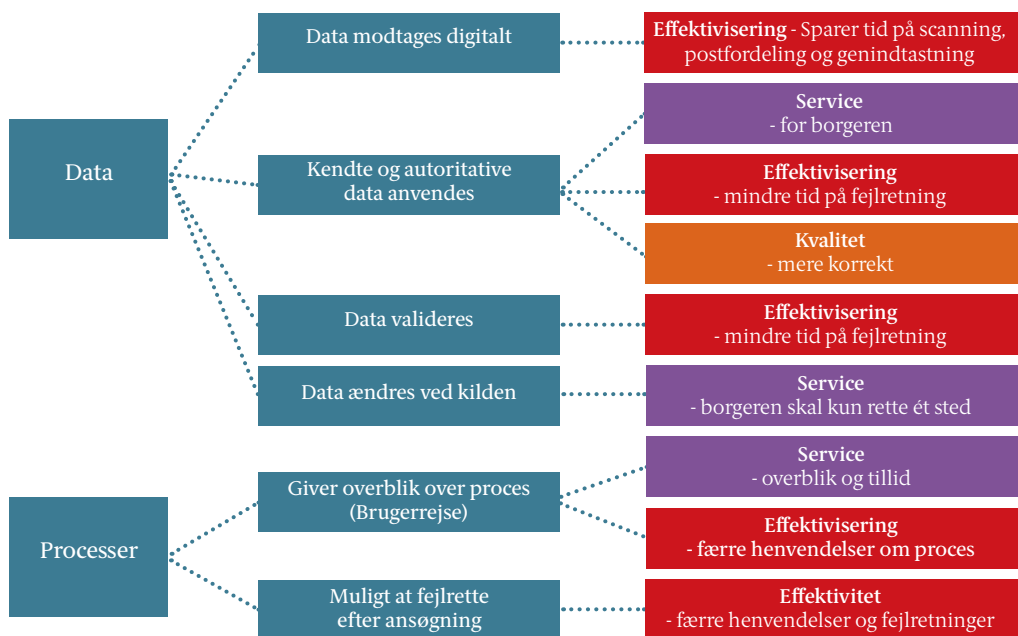 Data
Data modtages digitalt
Effektivisering - Sparer tid på scanning,
postfordeling og genindtastning
Kendte og autoritative
data anvendes
Service
- for borgeren
Effektivisering
- mindre tid på fejlretning
Kvalitet
- mere korrekt
Data valideres
Effektivisering
- mindre tid på fejlretning
Data ændres ved kilden
Service
- borgeren skal kun rette ét sted
Processer
Giver overblik over proces
(Brugerrejse)
Service
- overblik og tillid
Effektivisering
- færre henvendelser om proces
Muligt at fejlrette
efter ansøgning
Effektivitet
- færre henvendelser og fejlretninger